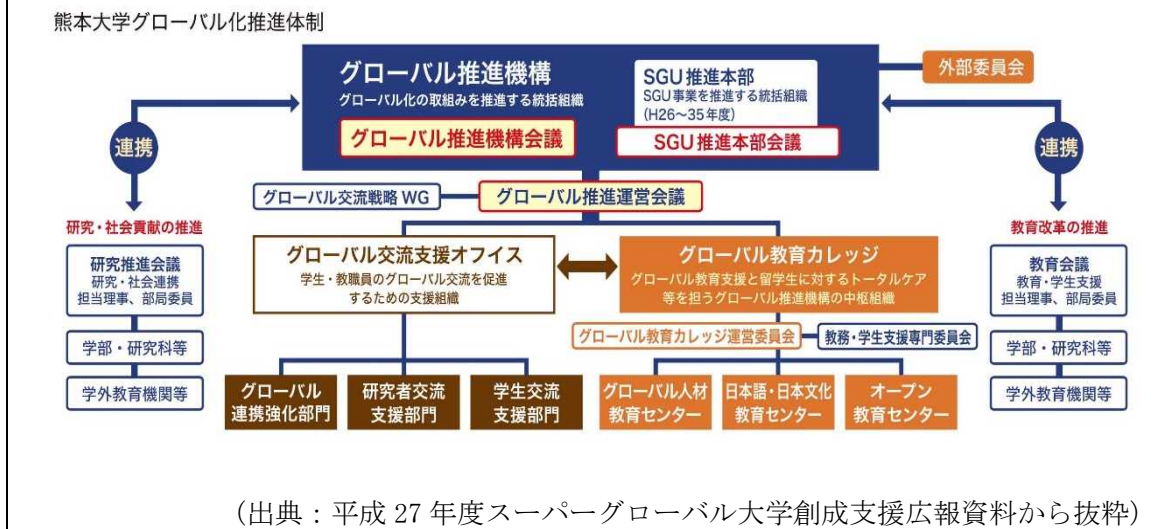 熊本大学グローバル化推進体制
グローバル推進機構
グローバル化の取組みを推進する統括組織
グローバル推進機構会議
SGU推進本部
SGU事業を推進する統括組織
(H26～35年度)
SGU推進本部会議
外部委員会
連携
連携
グローバル交流戦略 WG
グローバル推進運営会議
研究・社会貢献の推進
研究推進会議
研究・社会連携
担当理事、部局委員
学部・研究科等
学外教育機関等
グローバル交流支援オフィス
学生・教職員のグローバル交流を促進
するための支援組織
グローバル教育カレッジ
グローバル教育支援と留学生に対するトータルケア
等を担うグローバル推進機構の中枢組織
グローバル教育カレッジ運営委員会
教務・学生支援専門委員会
グローバル
連携強化部門
研究者交流
支援部門
学生交流
支援部門
グローバル人材
教育センター
日本語・日本文化
教育センター
オープン
教育センター
教育改革の推進
教育会議
教育・学生支援
担当理事、部局委員
学部・研究科等
学外教育機関等
（出典：平成 27 年度スーパーグローバル大学創成支援広報資料から抜粋）